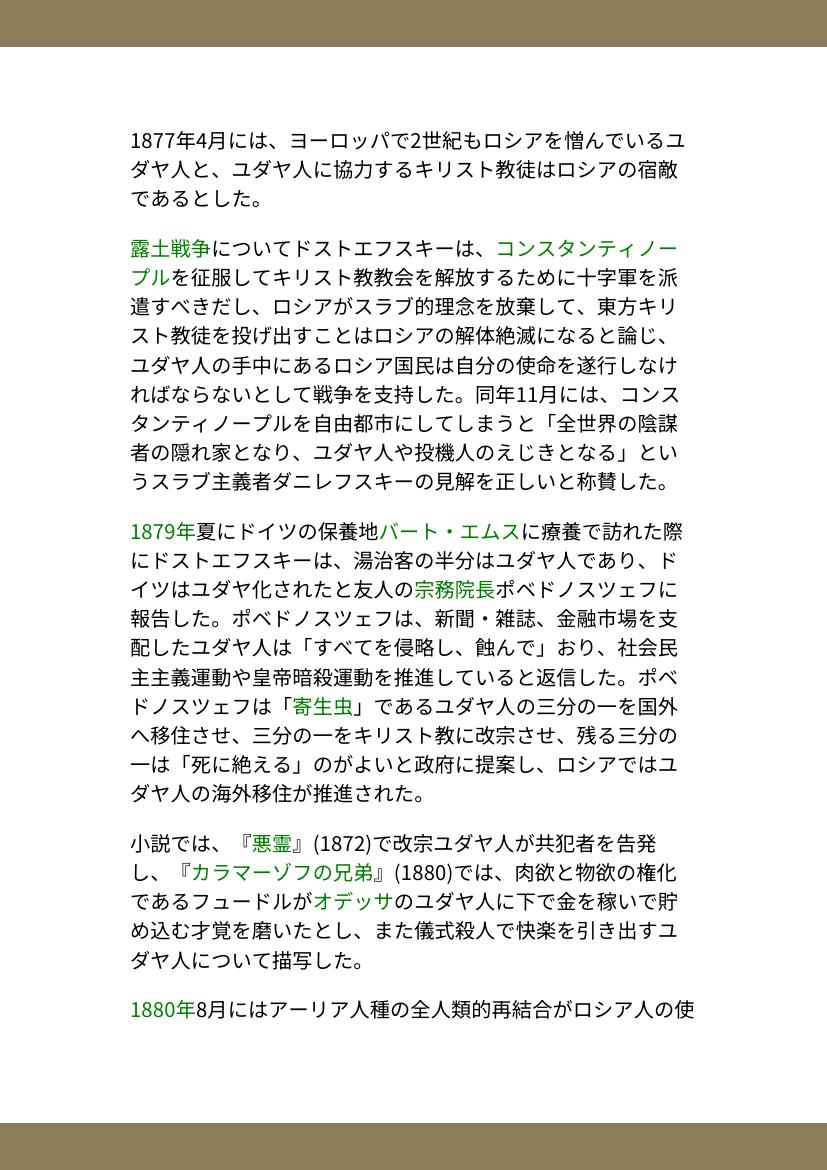 1877年4月には、ヨーロッパで2世紀もロシアを憎んでいるユ
ダヤ人と、ユダヤ人に協力するキリスト教徒はロシアの宿敵
であるとした。
露土戦争についてドストエフスキーは、コンスタンティノー
プルを征服してキリスト教教会を解放するために十字軍を派
遣すべきだし、ロシアがスラブ的理念を放棄して、東方キリ
スト教徒を投げ出すことはロシアの解体絶滅になると論じ、
ユダヤ人の手中にあるロシア国民は自分の使命を遂行しなけ
ればならないとして戦争を支持した。同年11月には、コンス
タンティノープルを自由都市にしてしまうと「全世界の陰謀
者の隠れ家となり、ユダヤ人や投機人のえじきとなる」とい
うスラブ主義者ダニレフスキーの見解を正しいと称賛した。
1879年夏にドイツの保養地バート・エムスに療養で訪れた際
にドストエフスキーは、湯治客の半分はユダヤ人であり、ド
イツはユダヤ化されたと友人の宗務院長ポベドノスツェフに
報告した。ポベドノスツェフは、新聞・雑誌、金融市場を支
配したユダヤ人は「すべてを侵略し、蝕んで」おり、社会民
主主義運動や皇帝暗殺運動を推進していると返信した。ポベ
ドノスツェフは「寄生虫」であるユダヤ人の三分の一を国外
へ移住させ、三分の一をキリスト教に改宗させ、残る三分の
一は「死に絶える」のがよいと政府に提案し、ロシアではユ
ダヤ人の海外移住が推進された。
小説では、『悪霊』(1872)で改宗ユダヤ人が共犯者を告発
し、『カラマーゾフの兄弟』(1880)では、肉欲と物欲の権化
であるフョードルがオデッサのユダヤ人に下で金を稼いで貯
め込む才覚を磨いたとし、また儀式殺人で快楽を引き出すユ
ダヤ人について描写した。
1880年8月にはアーリア人種の全人類的再結合がロシア人の使